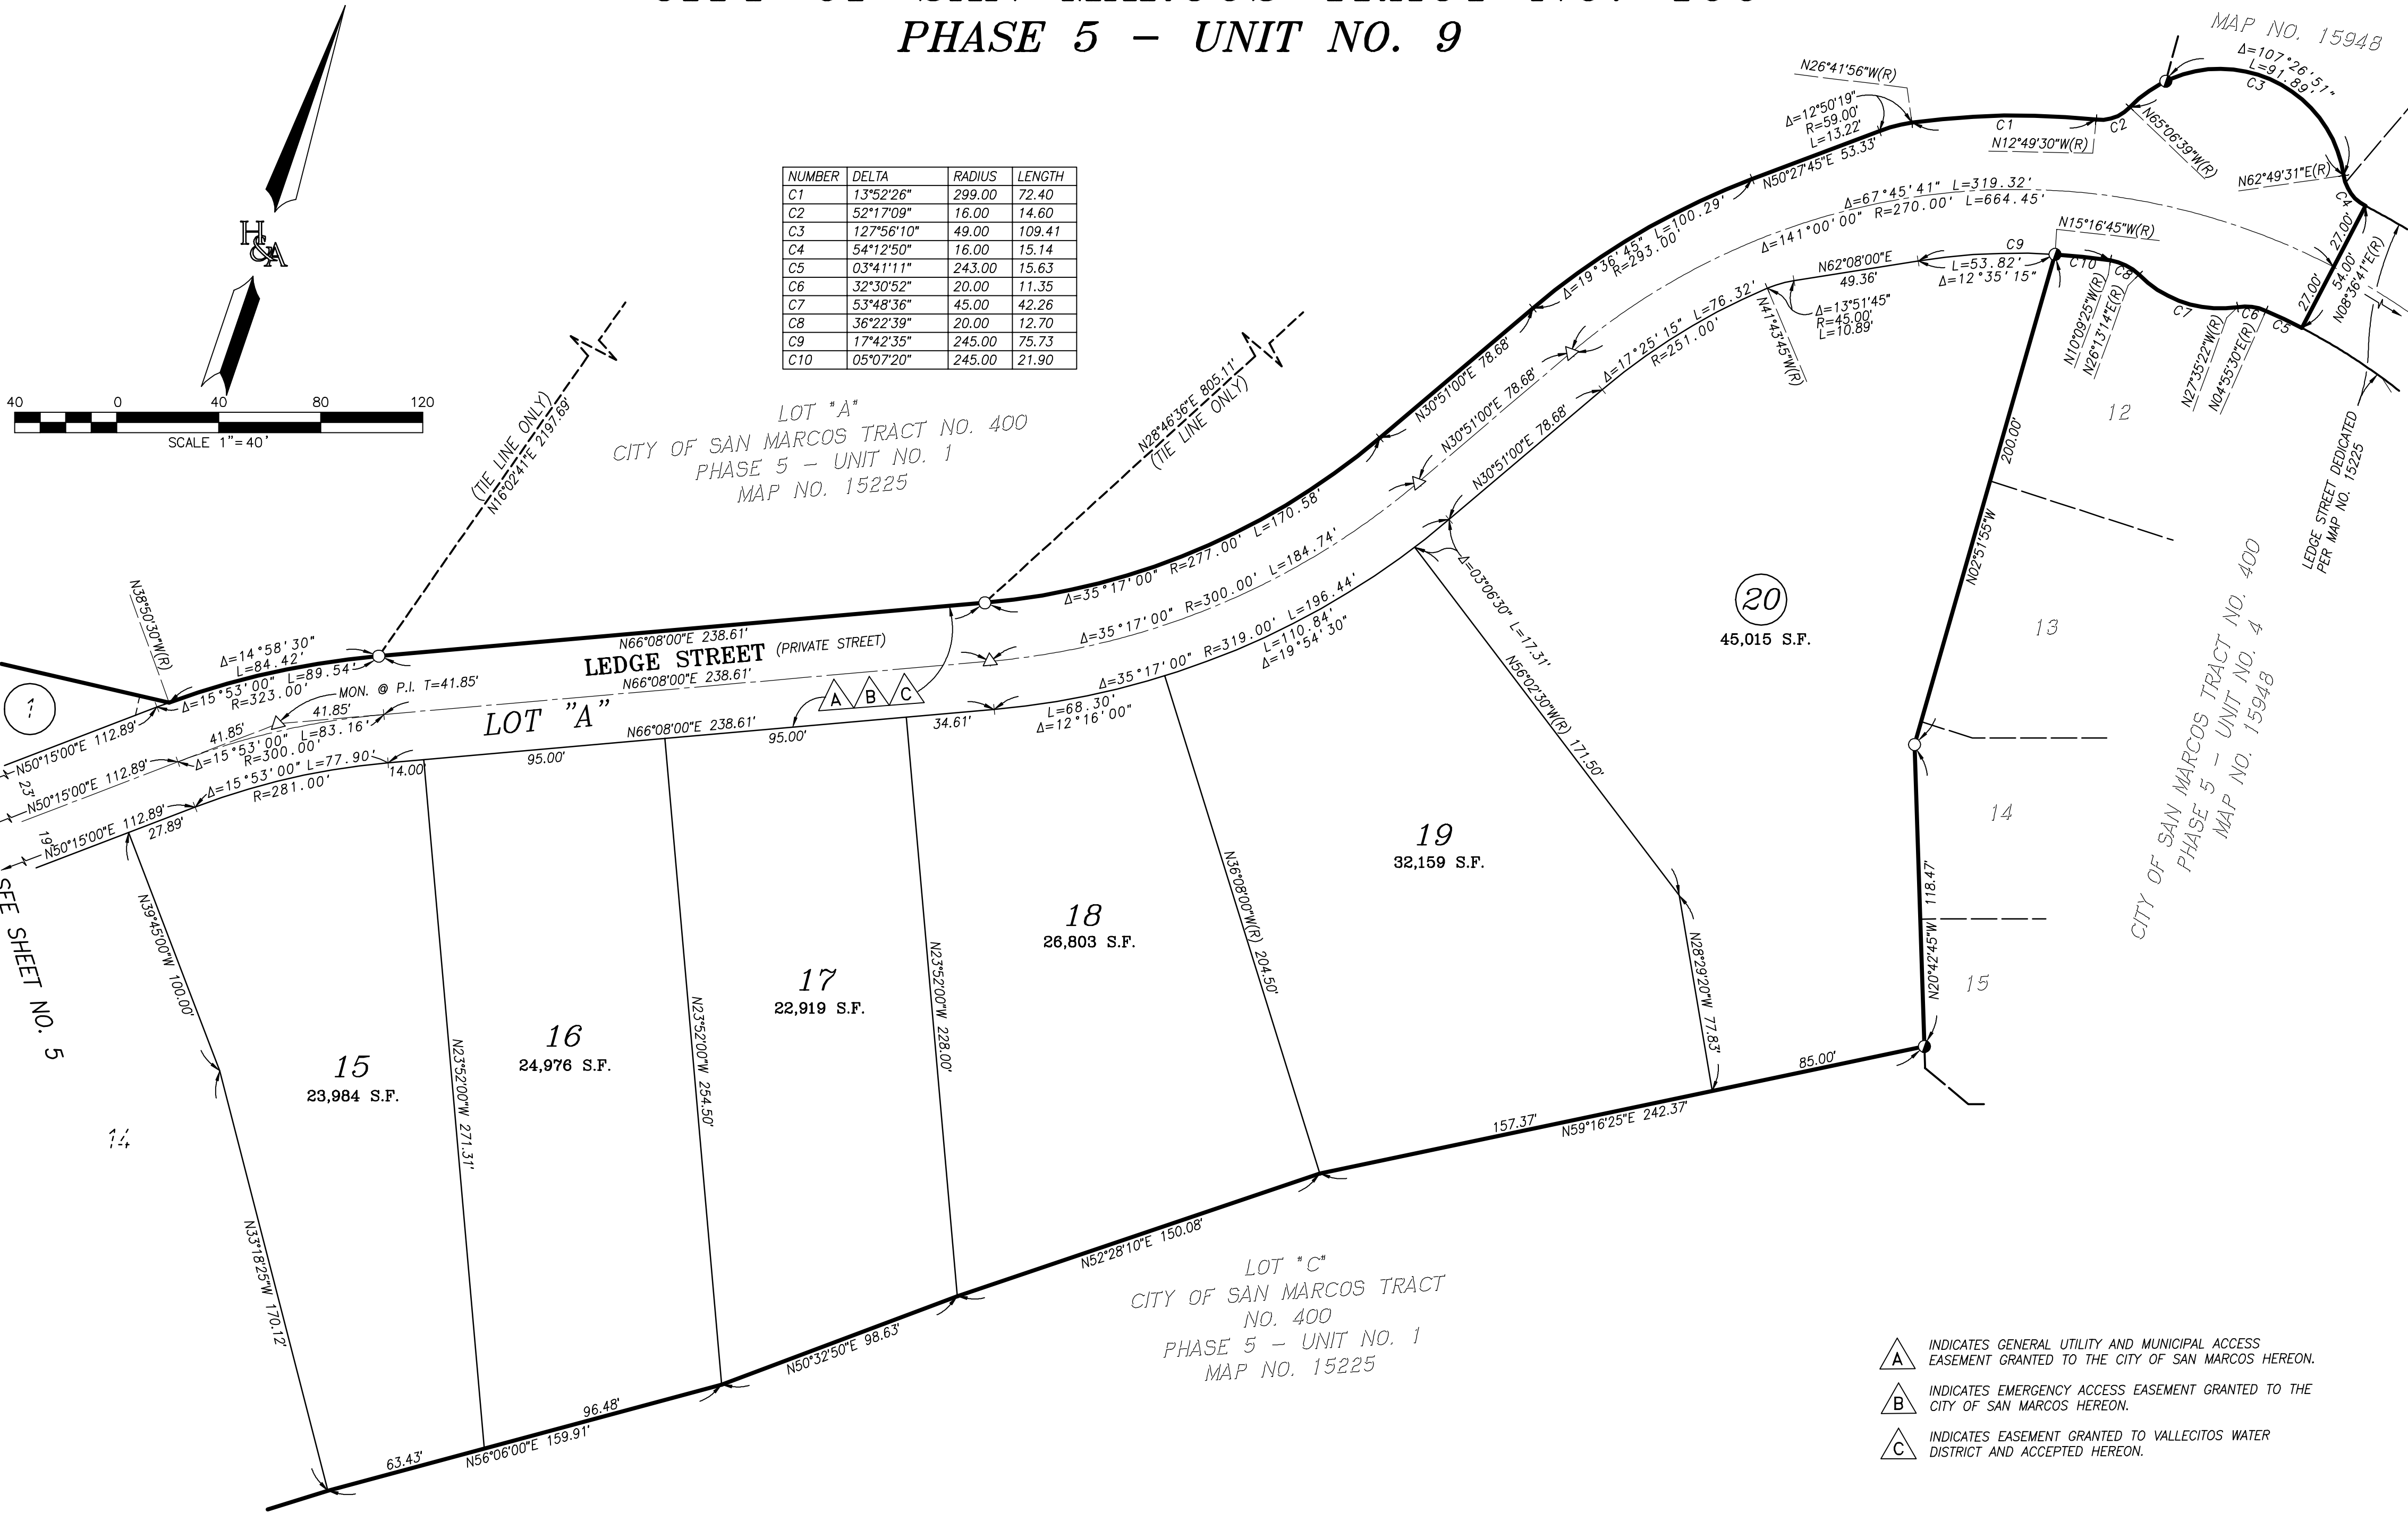 PHASE 5 - UNIT NO. 9
MAP NO. 15948
H&A
40 0 40 80 120
SCALE 1"=40'
NUMBER DELTA RADIUS LENGTH
C1 13°52'26" 299.00 72.40
C2 52°17'09" 16.00 14.60
C3 127°56'10" 49.00 109.41
C4 54°12'50" 16.00 15.14
C5 03°41'11" 243.00 15.63
C6 32°30'52" 20.00 11.35
C7 53°48'36" 45.00 42.26
C8 36°22'39" 20.00 12.70
C9 17°42'35" 245.00 75.73
C10 05°07'20" 245.00 21.90
LOT "A"
CITY OF SAN MARCOS TRACT NO. 400
PHASE 5 - UNIT NO. 1
MAP NO. 15225
(TIE LINE ONLY)
N16°02'41"E 2197.69'
N28°46'36"E 805.11'
(TIE LINE ONLY)
N26°41'56"W(R)
Δ=12°50'19"
R=59.00'
L=13.22'
N50°27'45"E 53.33'
C1
N12°49'30"W(R)
C2
N65°06'39"W(R)
Δ=107°26'51"
L=91.89'
C3
N62°49'31"E(R)
C4
27.00'
54.00'
27.00'
N08°36'41"E(R)
Δ=67°45'41" L=319.32'
Δ=141°00'00" R=270.00' L=664.45'
Δ=19°36'45" L=100.29'
R=293.00'
N15°16'45"W(R)
C9
L=53.82'
Δ=12°35'15"
N62°08'00"E
49.36'
Δ=13°51'45"
R=45.00'
L=10.89'
N41°43'45"W(R)
Δ=17°25'15" L=76.32'
R=251.00'
C10
C8
C7
C6
C5
N10°09'25"W(R)
N26°13'14"E(R)
N27°35'22"W(R)
N04°55'30"E(R)
N30°51'00"E 78.68'
N30°51'00"E 78.68'
N30°51'00"E 78.68'
LEDGE STREET DEDICATED
PER MAP NO. 15225
200.00'
N02°51'55"W
12
13
14
15
CITY OF SAN MARCOS TRACT NO. 400
PHASE 5 - UNIT NO. 4
MAP NO. 15948
N38°50'30"W(R)
Δ=14°58'30"
L=84.42'
Δ=15°53'00" L=89.54'
R=323.00'
MON. @ P.I. T=41.85'
41.85'
41.85'
Δ=15°53'00" L=83.16'
R=300.00'
Δ=15°53'00" L=77.90'
R=281.00'
1
N50°15'00"E 112.89'
N50°15'00"E 112.89'
N50°15'00"E 112.89'
23'
19'
27.89'
SEE SHEET NO. 5
N66°08'00"E 238.61'
LEDGE STREET (PRIVATE STREET)
N66°08'00"E 238.61'
LOT "A"
N66°08'00"E 238.61'
A B C
14.00'
95.00'
95.00'
34.61'
Δ=35°17'00" R=277.00' L=170.58'
Δ=35°17'00" R=300.00' L=184.74'
Δ=35°17'00" R=319.00' L=196.44'
L=68.30'
Δ=12°16'00"
L=110.84'
Δ=19°54'30"
Δ=03°06'30" L=17.31'
N56°02'30"W(R) 171.50'
20
45,015 S.F.
19
32,159 S.F.
18
26,803 S.F.
17
22,919 S.F.
16
24,976 S.F.
15
23,984 S.F.
14
N39°45'00"W 100.00'
N33°18'25"W 170.12'
N23°52'00"W 271.31'
N23°52'00"W 254.50'
N23°52'00"W 228.00'
N36°08'00"W(R) 204.50'
N28°29'20"W 77.83'
N20°42'45"W 118.47'
85.00'
157.37'
N59°16'25"E 242.37'
N52°28'10"E 150.08'
N50°32'50"E 98.63'
96.48'
63.43'
N56°06'00"E 159.91'
LOT "C"
CITY OF SAN MARCOS TRACT
NO. 400
PHASE 5 - UNIT NO. 1
MAP NO. 15225
A INDICATES GENERAL UTILITY AND MUNICIPAL ACCESS
EASEMENT GRANTED TO THE CITY OF SAN MARCOS HEREON.
B INDICATES EMERGENCY ACCESS EASEMENT GRANTED TO THE
CITY OF SAN MARCOS HEREON.
C INDICATES EASEMENT GRANTED TO VALLECITOS WATER
DISTRICT AND ACCEPTED HEREON.